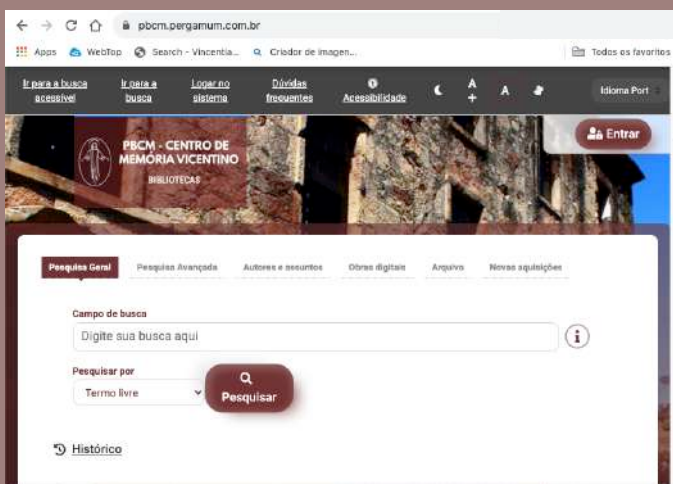 pbcm.pergamum.com.br
Apps WebTop Search - Vincentia... Criador de imagen... Todos os favoritos
Ir para a busca acessível
Ir para a busca
Logar no sistema
Dúvidas frequentes
Acessibilidade
A
+
A
Idioma Port
Entrar
PBCM - CENTRO DE
MEMÓRIA VICENTINO
BIBLIOTECAS
Pesquisa Geral Pesquisa Avançada Autores e assuntos Obras digitais Arquivo Novas aquisições
Campo de busca
Digite sua busca aqui
i
Pesquisar por
Termo livre
Pesquisar
Histórico